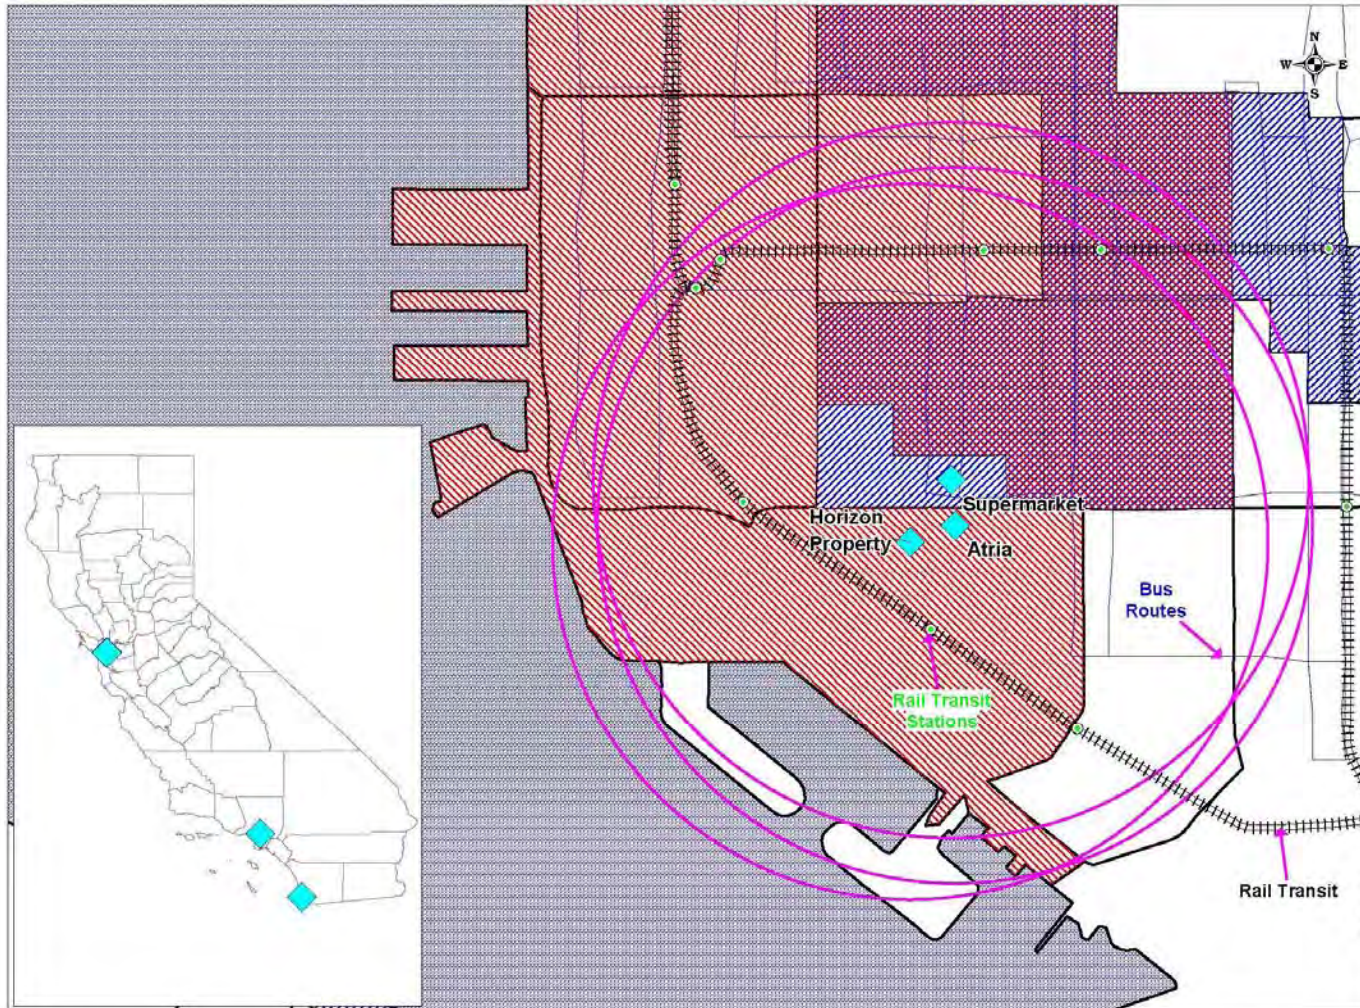 N
W E
S
Supermarket
Horizon
Property
Atria
Bus
Routes
Rail Transit
Stations
Rail Transit